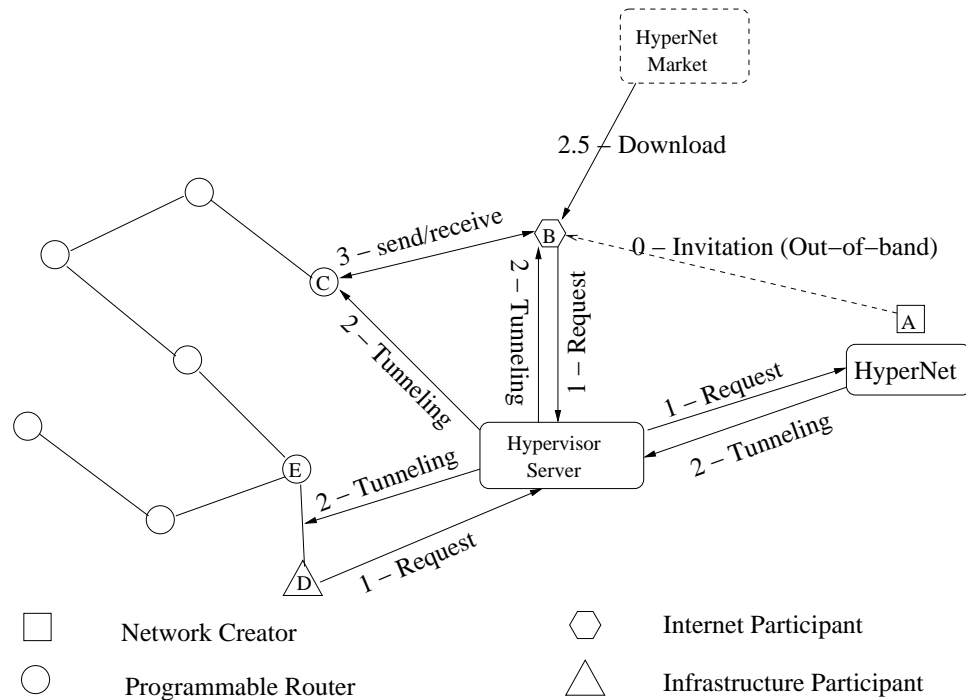 HyperNet
Market
2.5 – Download
3 – send/receive
B
0 – Invitation (Out–of–band)
C
A
2 – Tunneling
2 – Tunneling
1 – Request
1 – Request
HyperNet
2 – Tunneling
Hypervisor
Server
E
2 – Tunneling
D
1 – Request
Network Creator
Internet Participant
Programmable Router
Infrastructure Participant